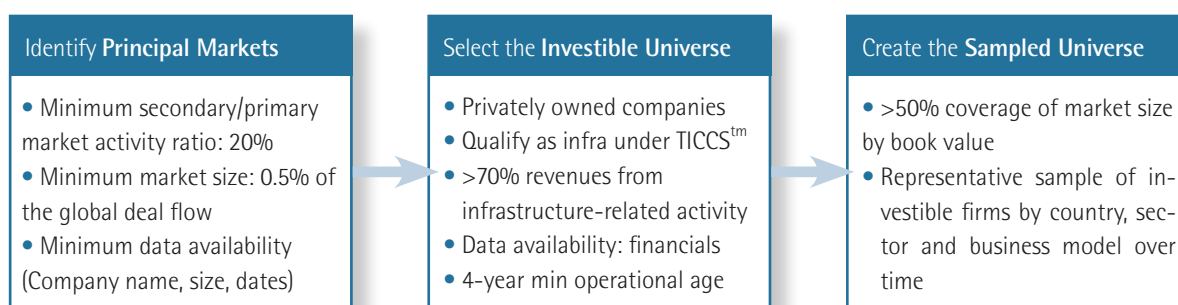 Identify Principal Markets
• Minimum secondary/primary
market activity ratio: 20%
• Minimum market size: 0.5% of
the global deal flow
• Minimum data availability
(Company name, size, dates)
Select the Investible Universe
• Privately owned companies
• Qualify as infra under TICCS™
• >70% revenues from
infrastructure-related activity
• Data availability: financials
• 4-year min operational age
Create the Sampled Universe
• >50% coverage of market size
by book value
• Representative sample of in-
vestible firms by country, sec-
tor and business model over
time